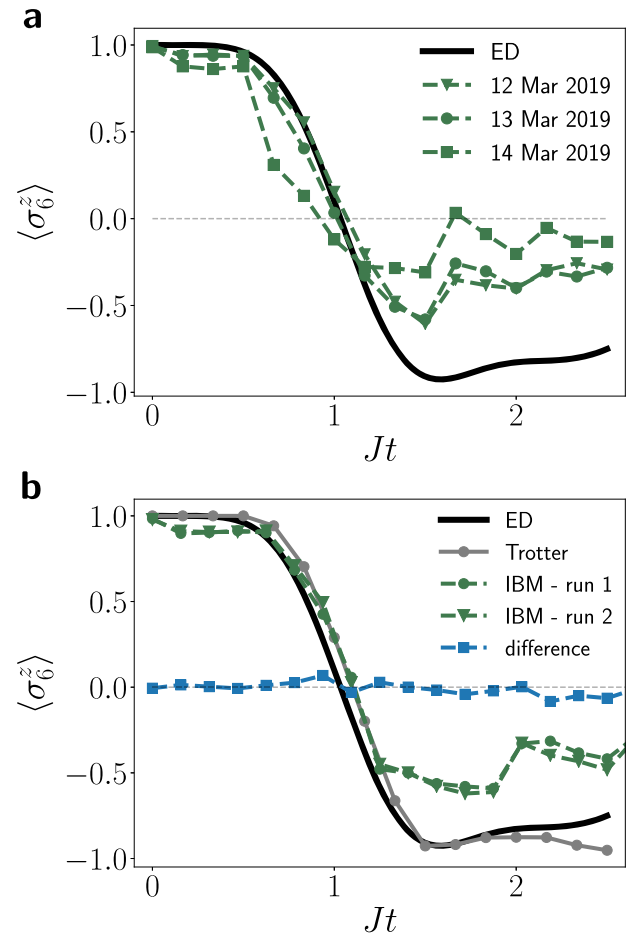 a
1.0
0.5
0.0
−0.5
−1.0
⟨σ₆ᶻ⟩
ED
12 Mar 2019
13 Mar 2019
14 Mar 2019
0
1
2
Jt
b
1.0
0.5
0.0
−0.5
−1.0
⟨σ₆ᶻ⟩
ED
Trotter
IBM - run 1
IBM - run 2
difference
0
1
2
Jt